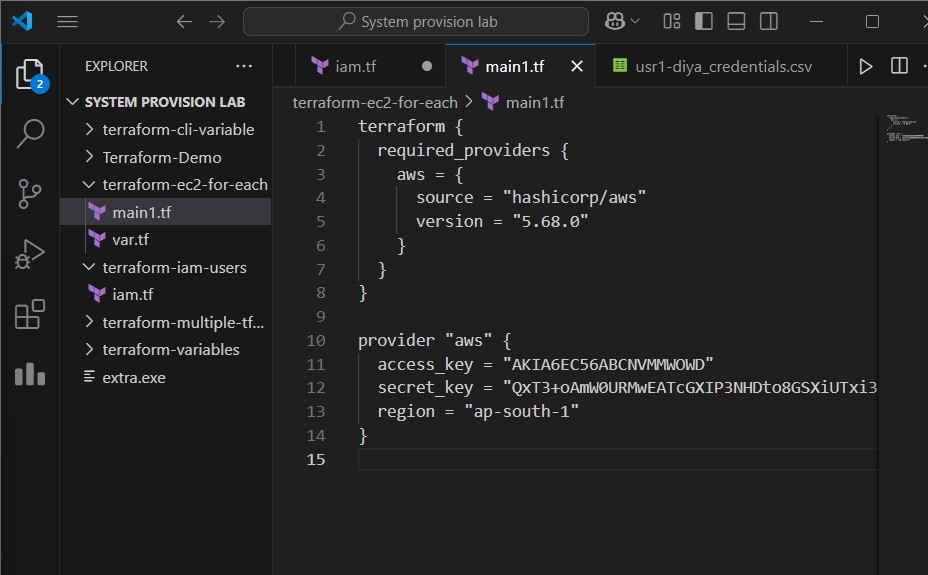 System provision lab
EXPLORER
iam.tf
main1.tf
usr1-diya_credentials.csv
2
SYSTEM PROVISION LAB
terraform-cli-variable
Terraform-Demo
terraform-ec2-for-each
main1.tf
var.tf
terraform-iam-users
iam.tf
terraform-multiple-tf...
terraform-variables
extra.exe
terraform-ec2-for-each > main1.tf
1 terraform {
2 required_providers {
3 aws = {
4 source = "hashicorp/aws"
5 version = "5.68.0"
6 }
7 }
8 }
9
10 provider "aws" {
11 access_key = "AKIA6EC56ABCNVMMWOWD"
12 secret_key = "QxT3+oAmW0URMwEATcGXIP3NHDto8GSXiUTxi3
13 region = "ap-south-1"
14 }
15